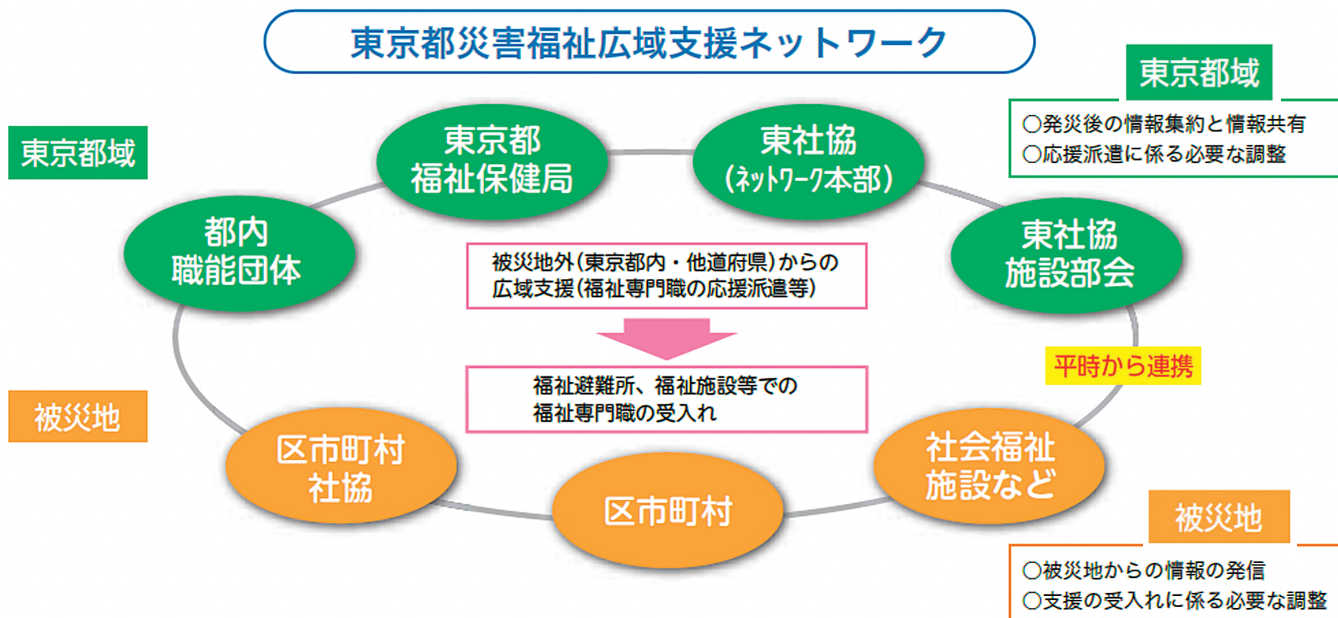 東京都災害福祉広域支援ネットワーク
東京都域
○発災後の情報集約と情報共有
○応援派遣に係る必要な調整
東京都域
東京都
福祉保健局
東社協
(ネットワーク本部)
都内
職能団体
東社協
施設部会
被災地外(東京都内・他道府県)からの
広域支援(福祉専門職の応援派遣等)
平時から連携
福祉避難所、福祉施設等での
福祉専門職の受入れ
被災地
区市町村
社協
区市町村
社会福祉
施設など
被災地
○被災地からの情報の発信
○支援の受入れに係る必要な調整